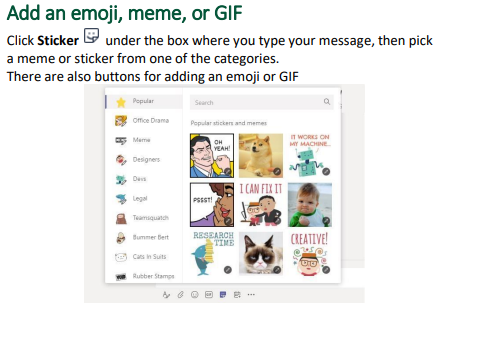 Add an emoji, meme, or GIF
Click Sticker under the box where you type your message, then pick
a meme or sticker from one of the categories.
There are also buttons for adding an emoji or GIF
Popular
Search
Office Drama
Popular stickers and memes
Meme
OH YEAH!
IT WORKS ON
MY MACHINE...
Designers
Devs
Legal
PSSST!
I CAN FIX IT
Teamsquatch
Bummer Bert
RESEARCH
TIME
CREATIVE!
Cats in Suits
Rubber Stamps
GIF